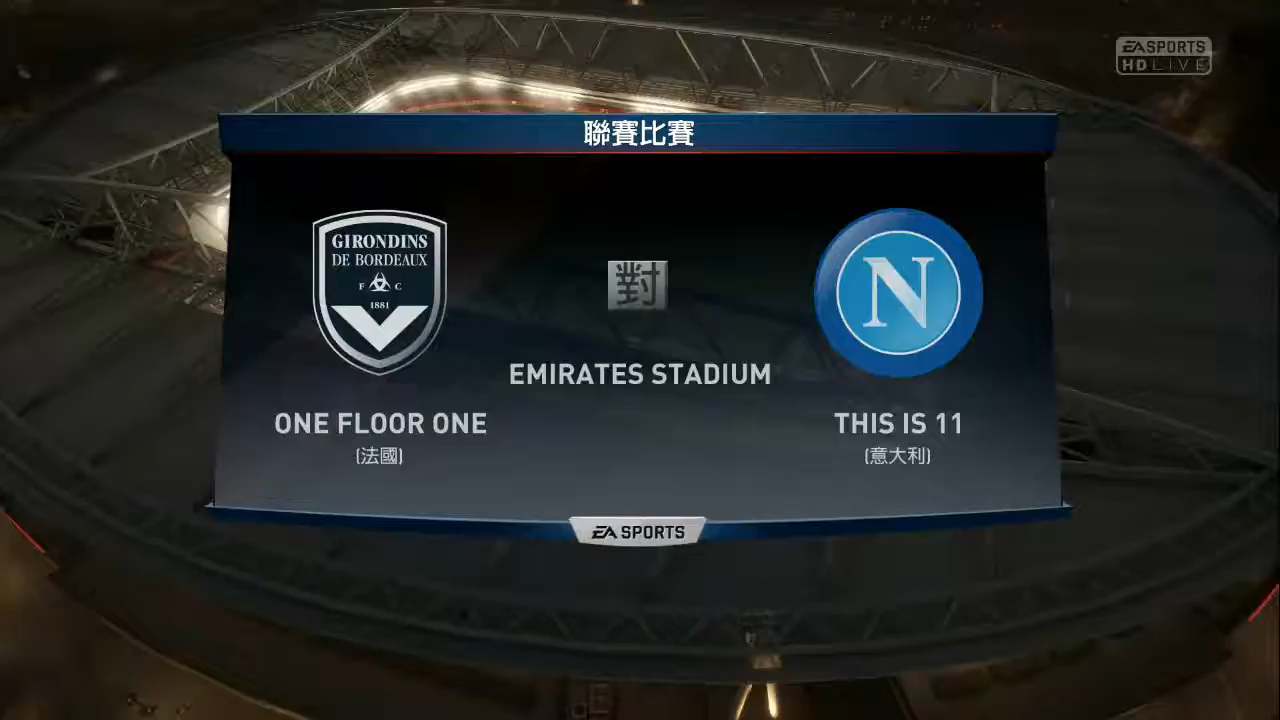 EA SPORTS
HD LIVE
聯賽比賽
GIRONDINS
DE BORDEAUX
F C
1881
對
N
EMIRATES STADIUM
ONE FLOOR ONE
(法國)
THIS IS 11
(意大利)
EA SPORTS